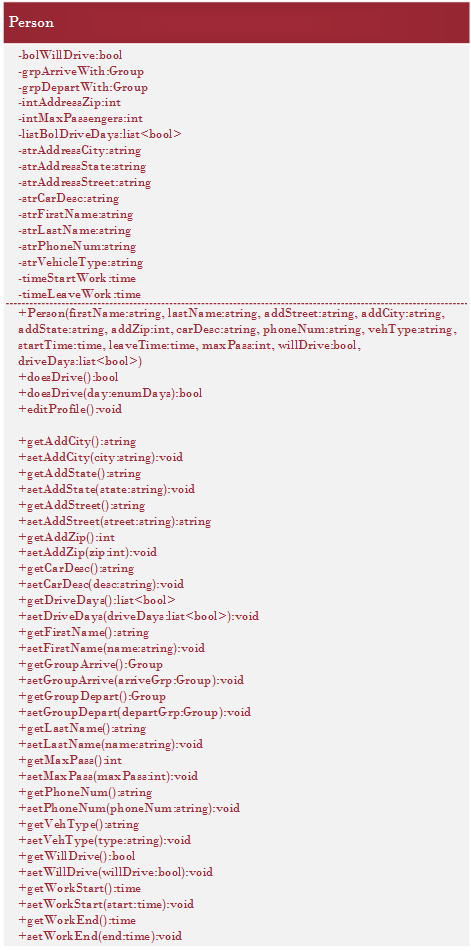 Person
-bolWillDrive:bool
-grpArriveWith:Group
-grpDepartWith:Group
-intAddressZip:int
-intMaxPassengers:int
-listBolDriveDays:list<bool>
-strAddressCity:string
-strAddressState:string
-strAddressStreet:string
-strCarDesc:string
-strFirstName:string
-strLastName:string
-strPhoneNum:string
-strVehicleType:string
-timeStartWork:time
-timeLeaveWork:time
+Person(firstName:string, lastName:string, addStreet:string, addCity:string,
addState:string, addZip:int, carDesc:string, phoneNum:string, vehType:string,
startTime:time, leaveTime:time, maxPass:int, willDrive:bool,
driveDays:list<bool>)
+doesDrive():bool
+doesDrive(day:enumDays):bool
+editProfile():void
+getAddCity():string
+setAddCity(city:string):void
+getAddState():string
+setAddState(state:string):void
+getAddStreet():string
+setAddStreet(street:string):string
+getAddZip():int
+setAddZip(zip:int):void
+getCarDesc():string
+setCarDesc(desc:string):void
+getDriveDays():list<bool>
+setDriveDays(driveDays:list<bool>):void
+getFirstName():string
+setFirstName(name:string):void
+getGroupArrive():Group
+setGroupArrive(arriveGrp:Group):void
+getGroupDepart():Group
+setGroupDepart(departGrp:Group):void
+getLastName():string
+setLastName(name:string):void
+getMaxPass():int
+setMaxPass(maxPass:int):void
+getPhoneNum():string
+setPhoneNum(phoneNum:string):void
+getVehType():string
+setVehType(type:string):void
+getWillDrive():bool
+setWillDrive(willDrive:bool):void
+getWorkStart():time
+setWorkStart(start:time):void
+getWorkEnd():time
+setWorkEnd(end:time):void